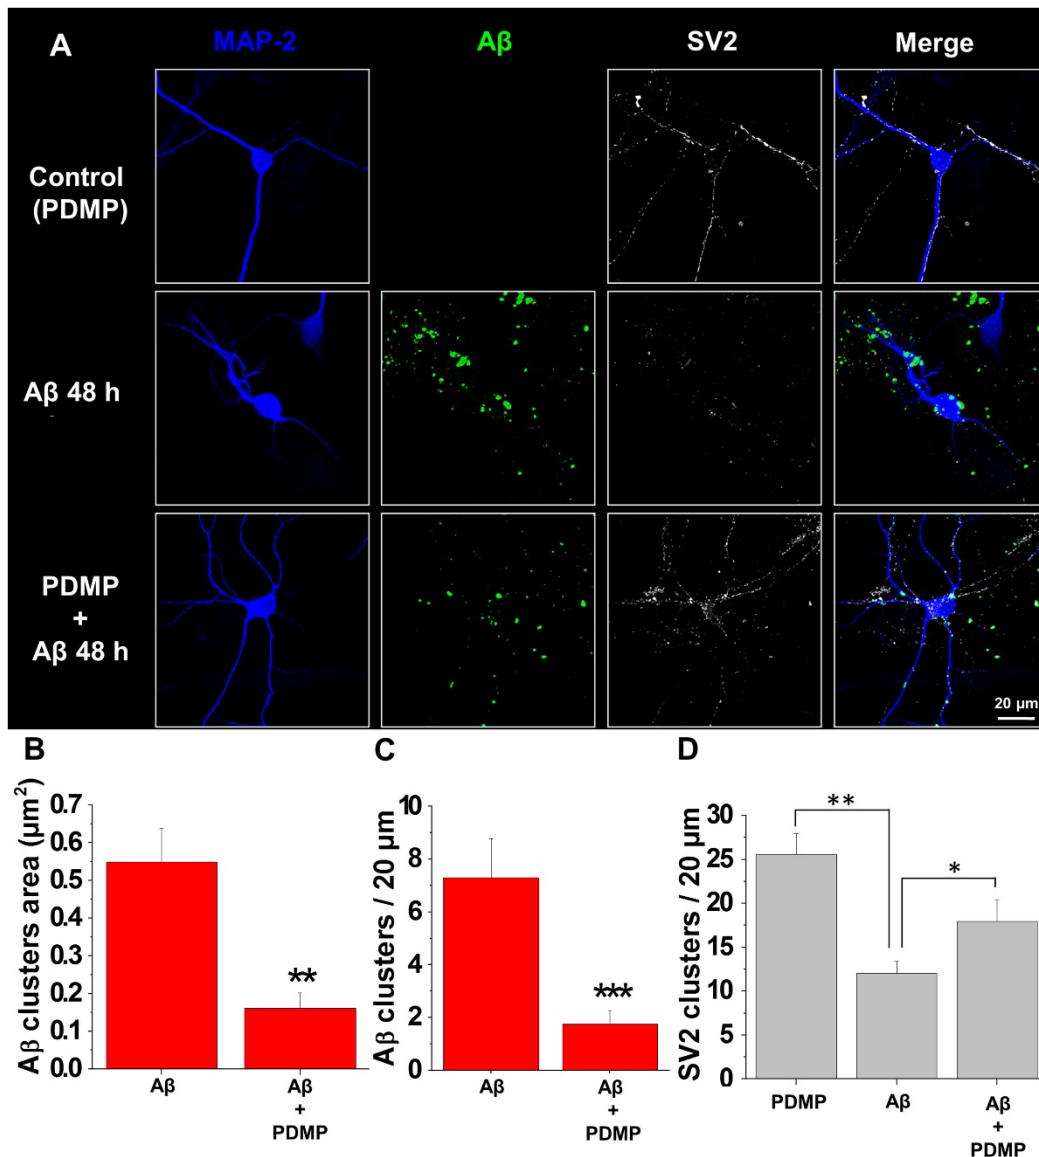 A
MAP-2
Aβ
SV2
Merge
Control
(PDMP)
Aβ 48 h
PDMP
+
Aβ 48 h
20 µm
B
Aβ clusters area (µm²)
0.7
0.6
0.5
0.4
0.3
0.2
0.1
0.0
**
Aβ
Aβ
+
PDMP
C
Aβ clusters / 20 µm
10
8
6
4
2
0
***
Aβ
Aβ
+
PDMP
D
SV2 clusters / 20 µm
30
25
20
15
10
5
0
**
*
PDMP
Aβ
Aβ
+
PDMP